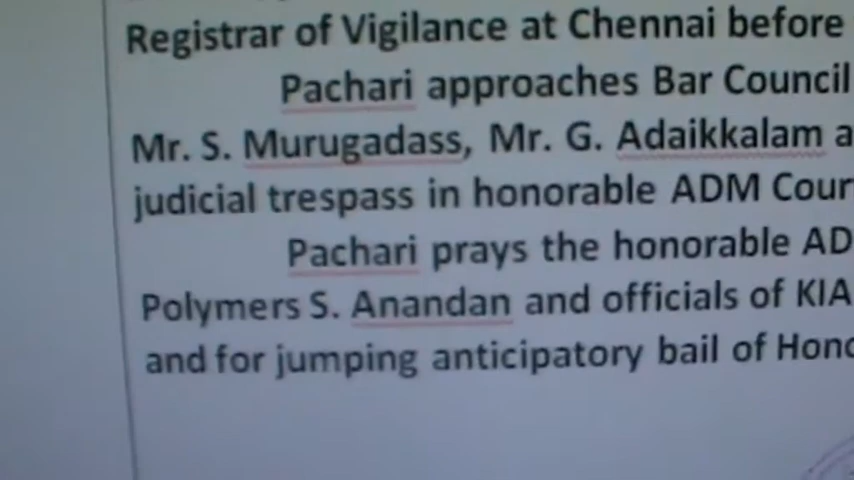 Registrar of Vigilance at Chennai before
Pachari approaches Bar Council
Mr. S. Murugadass, Mr. G. Adaikkalam a
judicial trespass in honorable ADM Cour
Pachari prays the honorable AD
Polymers S. Anandan and officials of KIA
and for jumping anticipatory bail of Hono